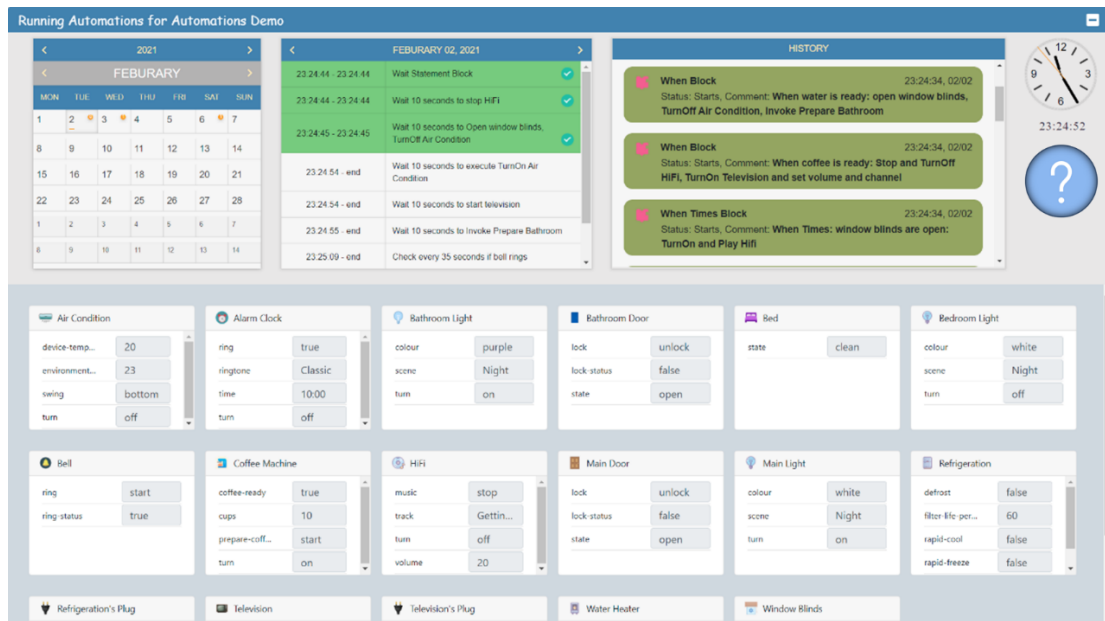 Running Automations for Automations Demo
2021
FEBURARY
MON TUE WED THU FRI SAT SUN
1 2 3 4 5 6 7
8 9 10 11 12 13 14
15 16 17 18 19 20 21
22 23 24 25 26 27 28
1 2 3 4 5 6 7
8 9 10 11 12 13 14
FEBURARY 02, 2021
23:24:44 - 23:24:44 Wait Statement Block
23:24:44 - 23:24:44 Wait 10 seconds to stop HiFi
23:24:45 - 23:24:45 Wait 10 seconds to Open window blinds,
TurnOff Air Condition
23:24:54 - end Wait 10 seconds to execute TurnOn Air
Condition
23:24:54 - end Wait 10 seconds to start television
23:24:55 - end Wait 10 seconds to Invoke Prepare Bathroom
23:25:09 - end Check every 35 seconds if bell rings
HISTORY
When Block 23:24:34, 02/02
Status: Starts, Comment: When water is ready: open window blinds,
TurnOff Air Condition, Invoke Prepare Bathroom
When Block 23:24:34, 02/02
Status: Starts, Comment: When coffee is ready: Stop and TurnOff
HiFi, TurnOn Television and set volume and channel
When Times Block 23:24:34, 02/02
Status: Starts, Comment: When Times: window blinds are open:
TurnOn and Play Hifi
12
9 3
6
23:24:52
?
Air Condition
device-temp... 20
environment... 23
swing bottom
turn off
Alarm Clock
ring true
ringtone Classic
time 10:00
turn off
Bathroom Light
colour purple
scene Night
turn on
Bathroom Door
lock unlock
lock-status false
state open
Bed
state clean
Bedroom Light
colour white
scene Night
turn off
Bell
ring start
ring-status true
Coffee Machine
coffee-ready true
cups 10
prepare-coff... start
turn on
HiFi
music stop
track Gettin...
turn off
volume 20
Main Door
lock unlock
lock-status false
state open
Main Light
colour white
scene Night
turn on
Refrigeration
defrost false
filter-life-per... 60
rapid-cool false
rapid-freeze false
Refrigeration's Plug
Television
Television's Plug
Water Heater
Window Blinds